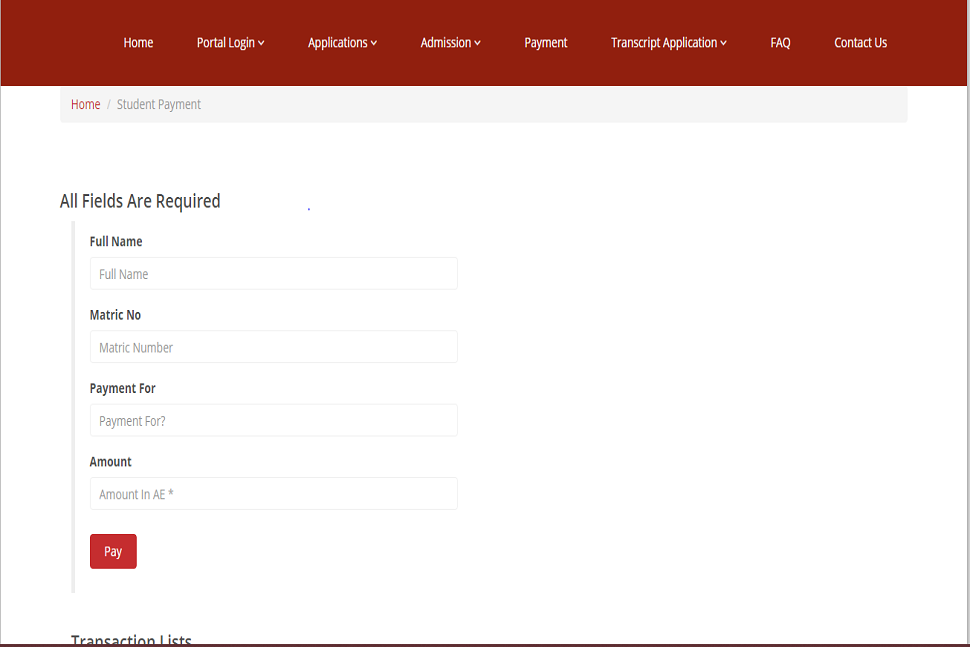 Home Portal Login Applications Admission Payment Transcript Application FAQ Contact Us
Home / Student Payment
All Fields Are Required
Full Name
Full Name
Matric No
Matric Number
Payment For
Payment For?
Amount
Amount In AE *
Pay
Transaction Lists